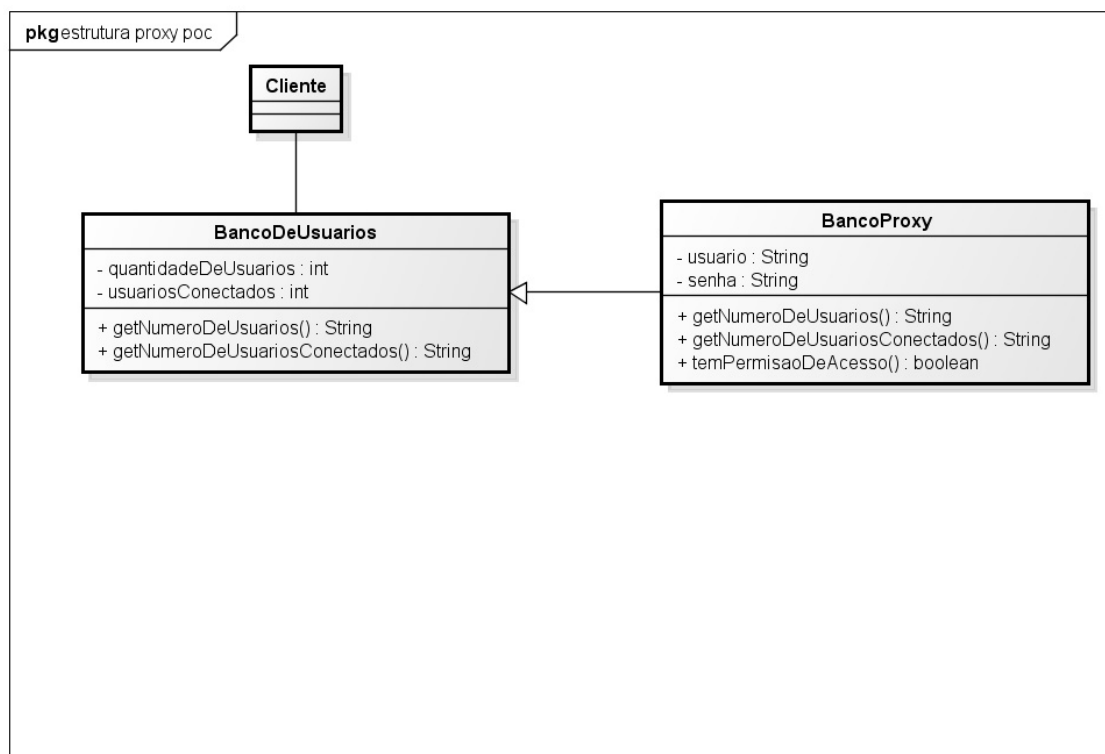 pkg estrutura proxy poc
Cliente
BancoDeUsuarios
- quantidadeDeUsuarios : int
- usuariosConectados : int
+ getNumeroDeUsuarios() : String
+ getNumeroDeUsuariosConectados() : String
BancoProxy
- usuario : String
- senha : String
+ getNumeroDeUsuarios() : String
+ getNumeroDeUsuariosConectados() : String
+ temPermisaoDeAcesso() : boolean